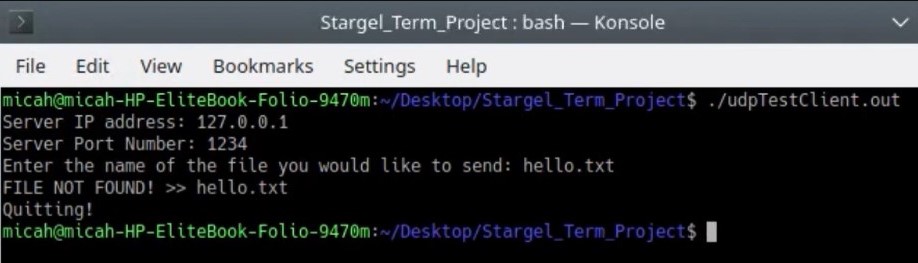 Stargel_Term_Project : bash — Konsole
File Edit View Bookmarks Settings Help
micah@micah-HP-EliteBook-Folio-9470m:~/Desktop/Stargel_Term_Project$ ./udpTestClient.out
Server IP address: 127.0.0.1
Server Port Number: 1234
Enter the name of the file you would like to send: hello.txt
FILE NOT FOUND! >> hello.txt
Quitting!
micah@micah-HP-EliteBook-Folio-9470m:~/Desktop/Stargel_Term_Project$